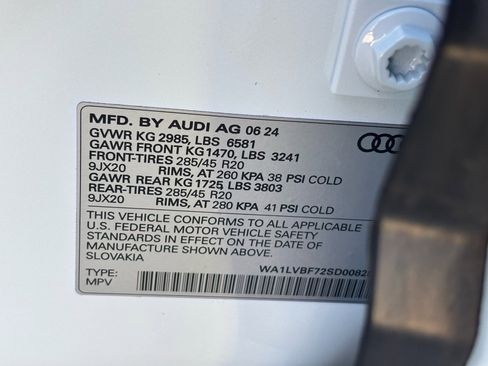 MFD. BY AUDI AG 06 24
GVWR KG 2985, LBS 6581
GAWR FRONT KG 1470, LBS 3241
FRONT-TIRES 285/45 R20
9JX20 RIMS, AT 260 KPA 38 PSI COLD
GAWR REAR KG 1725, LBS 3803
REAR-TIRES 285/45 R20
9JX20 RIMS, AT 280 KPA 41 PSI COLD
THIS VEHICLE CONFORMS TO ALL APPLICABLE
U.S. FEDERAL MOTOR VEHICLE SAFETY
STANDARDS IN EFFECT ON THE DATE OF
MANUFACTURE SHOWN ABOVE.
SLOVAKIA
WA1LVBF72SD0082
TYPE:
MPV